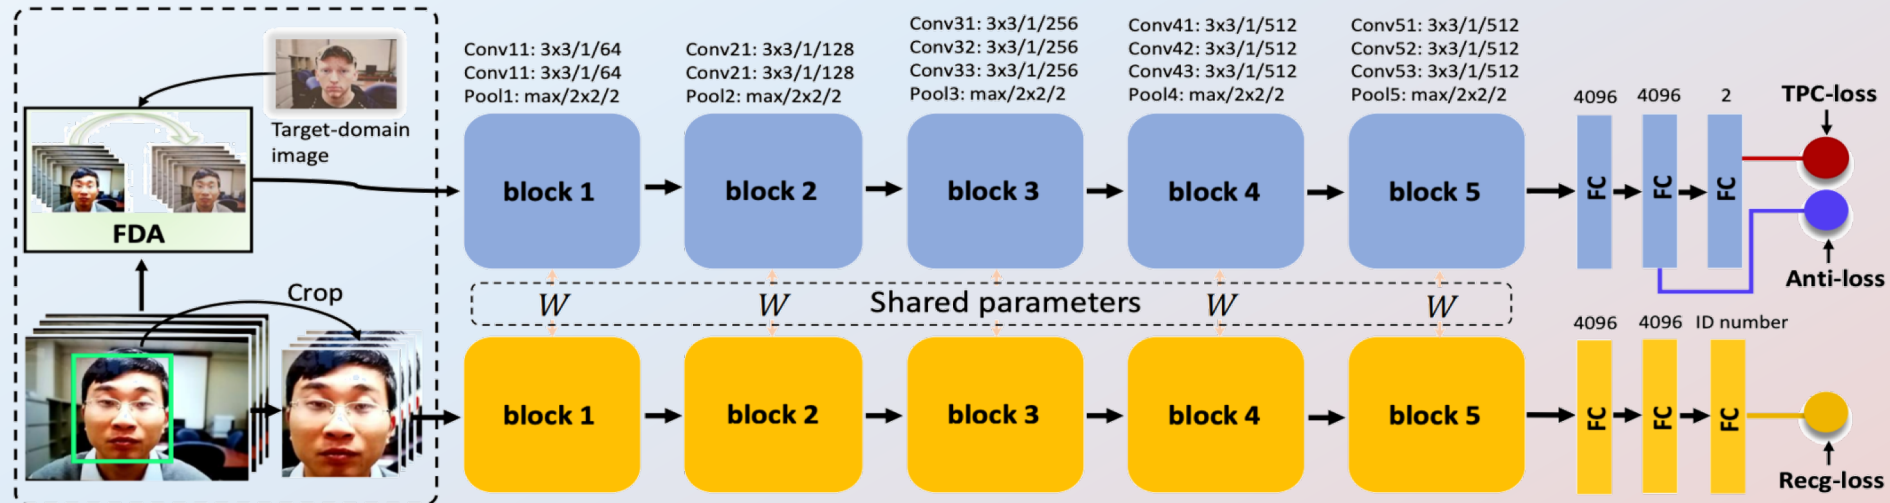 Target-domain
image
FDA
Crop
Conv11: 3x3/1/64
Conv11: 3x3/1/64
Pool1: max/2x2/2
Conv21: 3x3/1/128
Conv21: 3x3/1/128
Pool2: max/2x2/2
Conv31: 3x3/1/256
Conv32: 3x3/1/256
Conv33: 3x3/1/256
Pool3: max/2x2/2
Conv41: 3x3/1/512
Conv42: 3x3/1/512
Conv43: 3x3/1/512
Pool4: max/2x2/2
Conv51: 3x3/1/512
Conv52: 3x3/1/512
Conv53: 3x3/1/512
Pool5: max/2x2/2
block 1
block 2
block 3
block 4
block 5
4096
4096
2
FC
FC
FC
TPC-loss
Anti-loss
W
W
Shared parameters
W
W
block 1
block 2
block 3
block 4
block 5
4096
4096
ID number
FC
FC
FC
Recg-loss